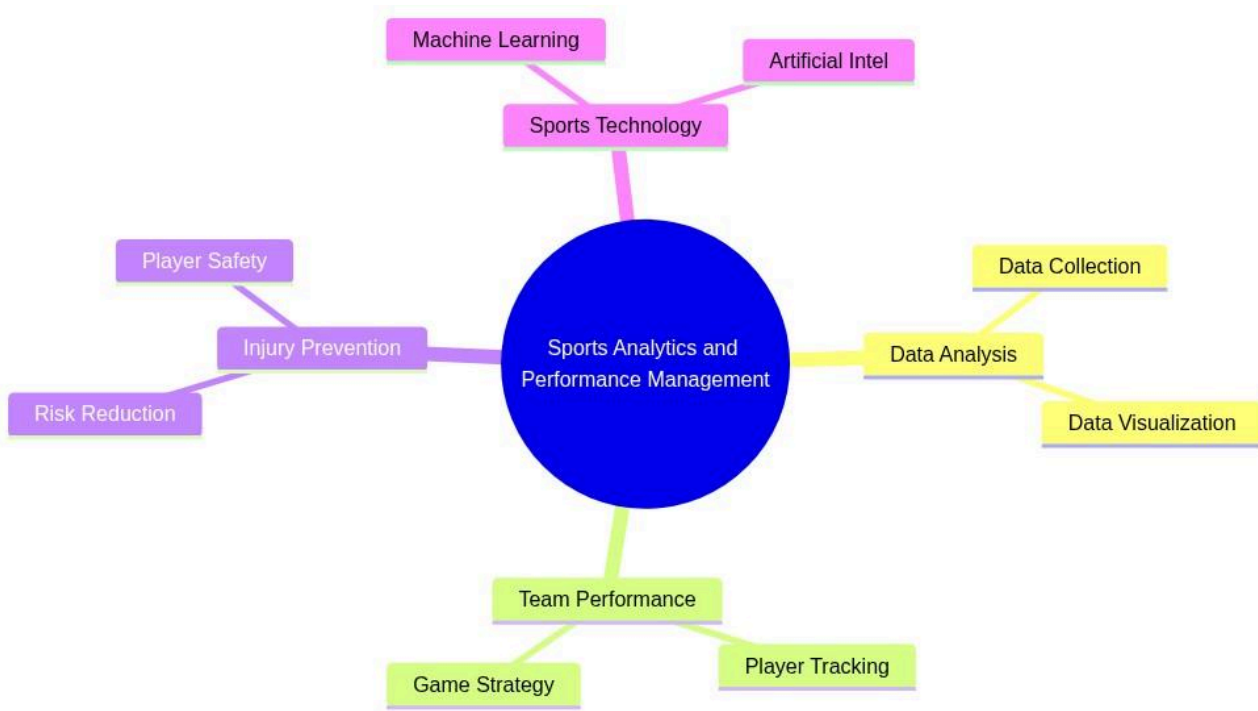 Machine Learning
Artificial Intel
Sports Technology
Player Safety
Data Collection
Injury Prevention
Sports Analytics and
Performance Management
Data Analysis
Risk Reduction
Data Visualization
Team Performance
Game Strategy
Player Tracking